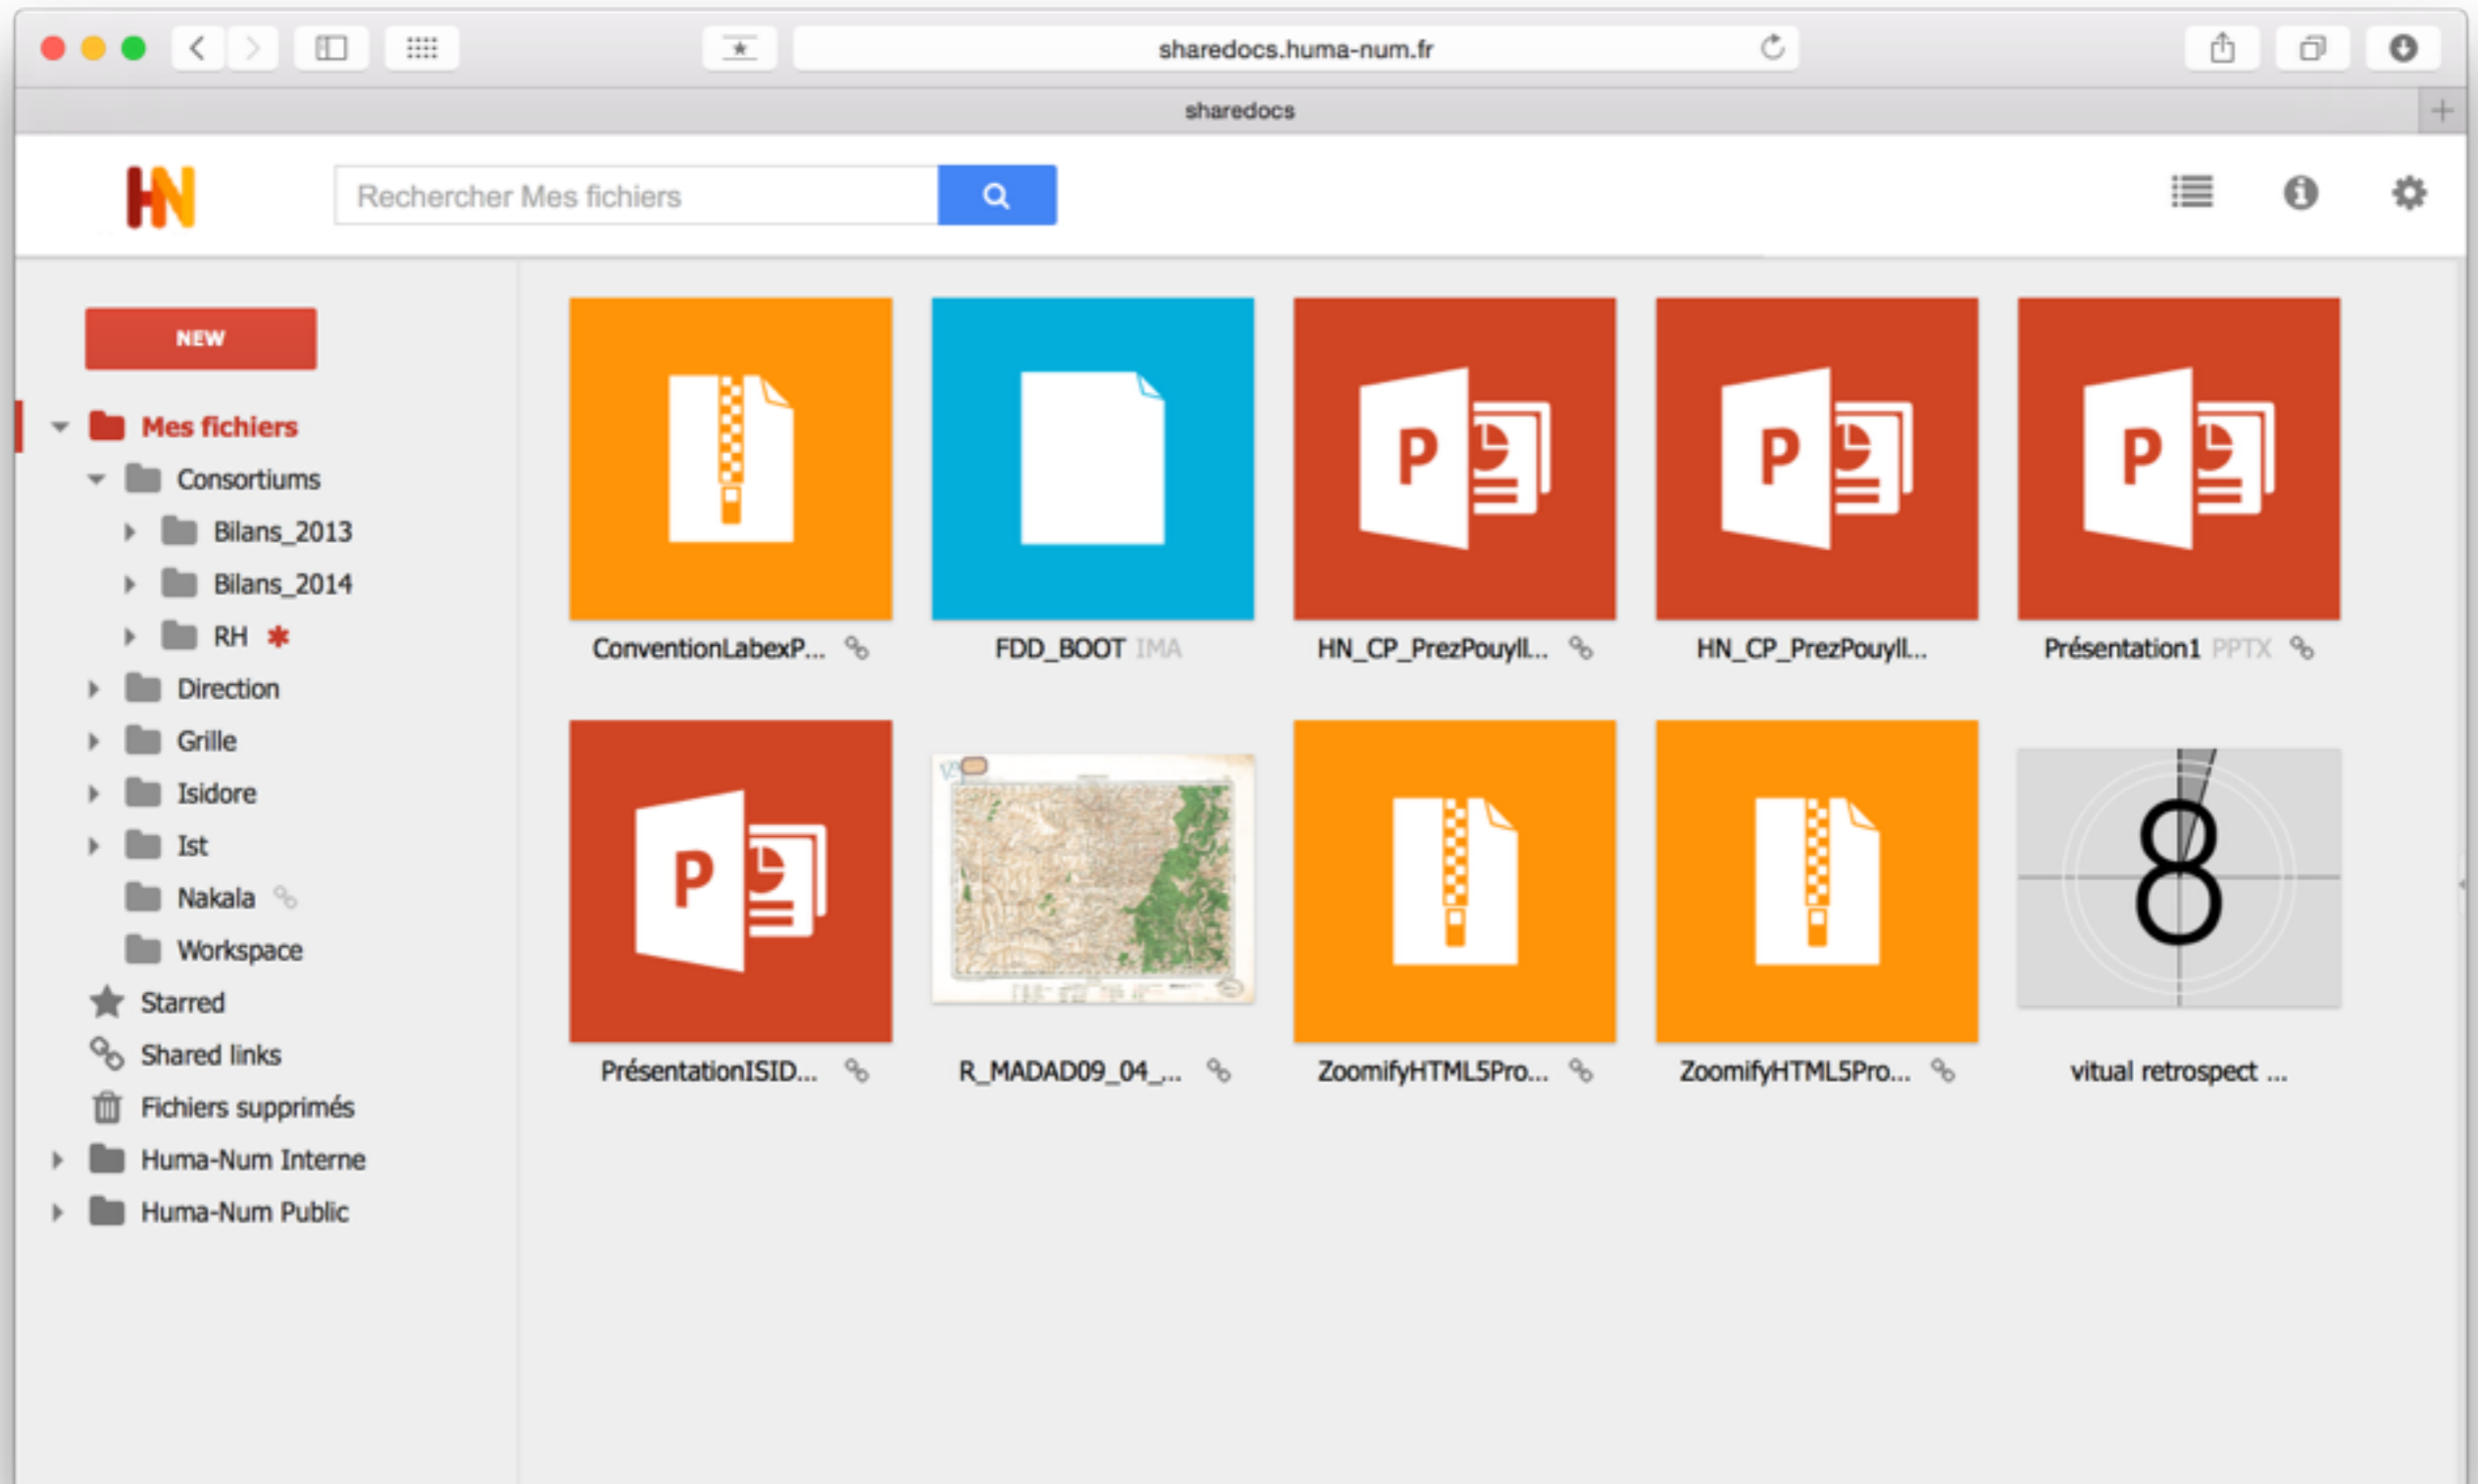 sharedocs.huma-num.fr
sharedocs
HN
Rechercher Mes fichiers
NEW
Mes fichiers
Consortiums
Bilans_2013
Bilans_2014
RH *
Direction
Grille
Isidore
Ist
Nakala
Workspace
Starred
Shared links
Fichiers supprimés
Huma-Num Interne
Huma-Num Public
P
P
P
ConventionLabexP...
FDD_BOOT IMA
HN_CP_PrezPouyll...
HN_CP_PrezPouyll...
Présentation1 PPTX
P
8
PrésentationISID...
R_MADAD09_04_...
ZoomifyHTML5Pro...
ZoomifyHTML5Pro...
vitual retrospect ...